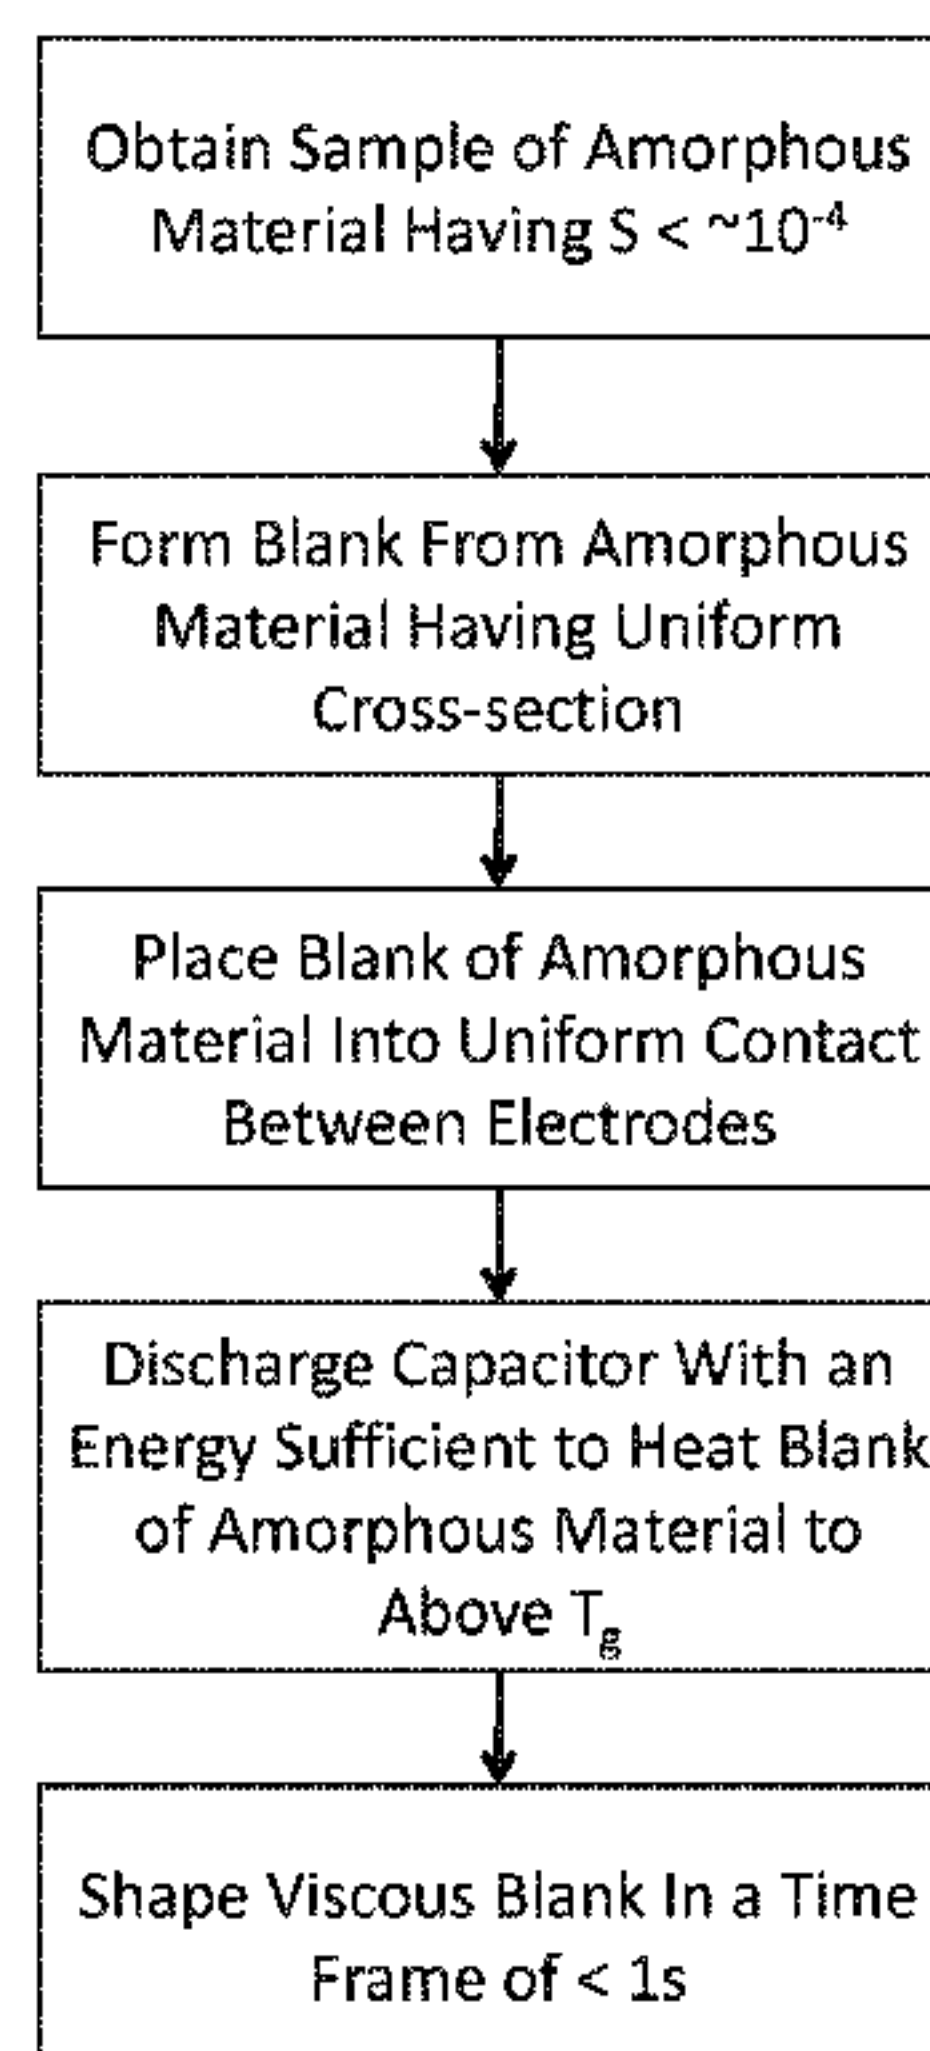 Obtain Sample of Amorphous
Material Having S < ~10⁻⁴
Form Blank From Amorphous
Material Having Uniform
Cross-section
Place Blank of Amorphous
Material Into Uniform Contact
Between Electrodes
Discharge Capacitor With an
Energy Sufficient to Heat Blank
of Amorphous Material to
Above Tg
Shape Viscous Blank In a Time
Frame of < 1s